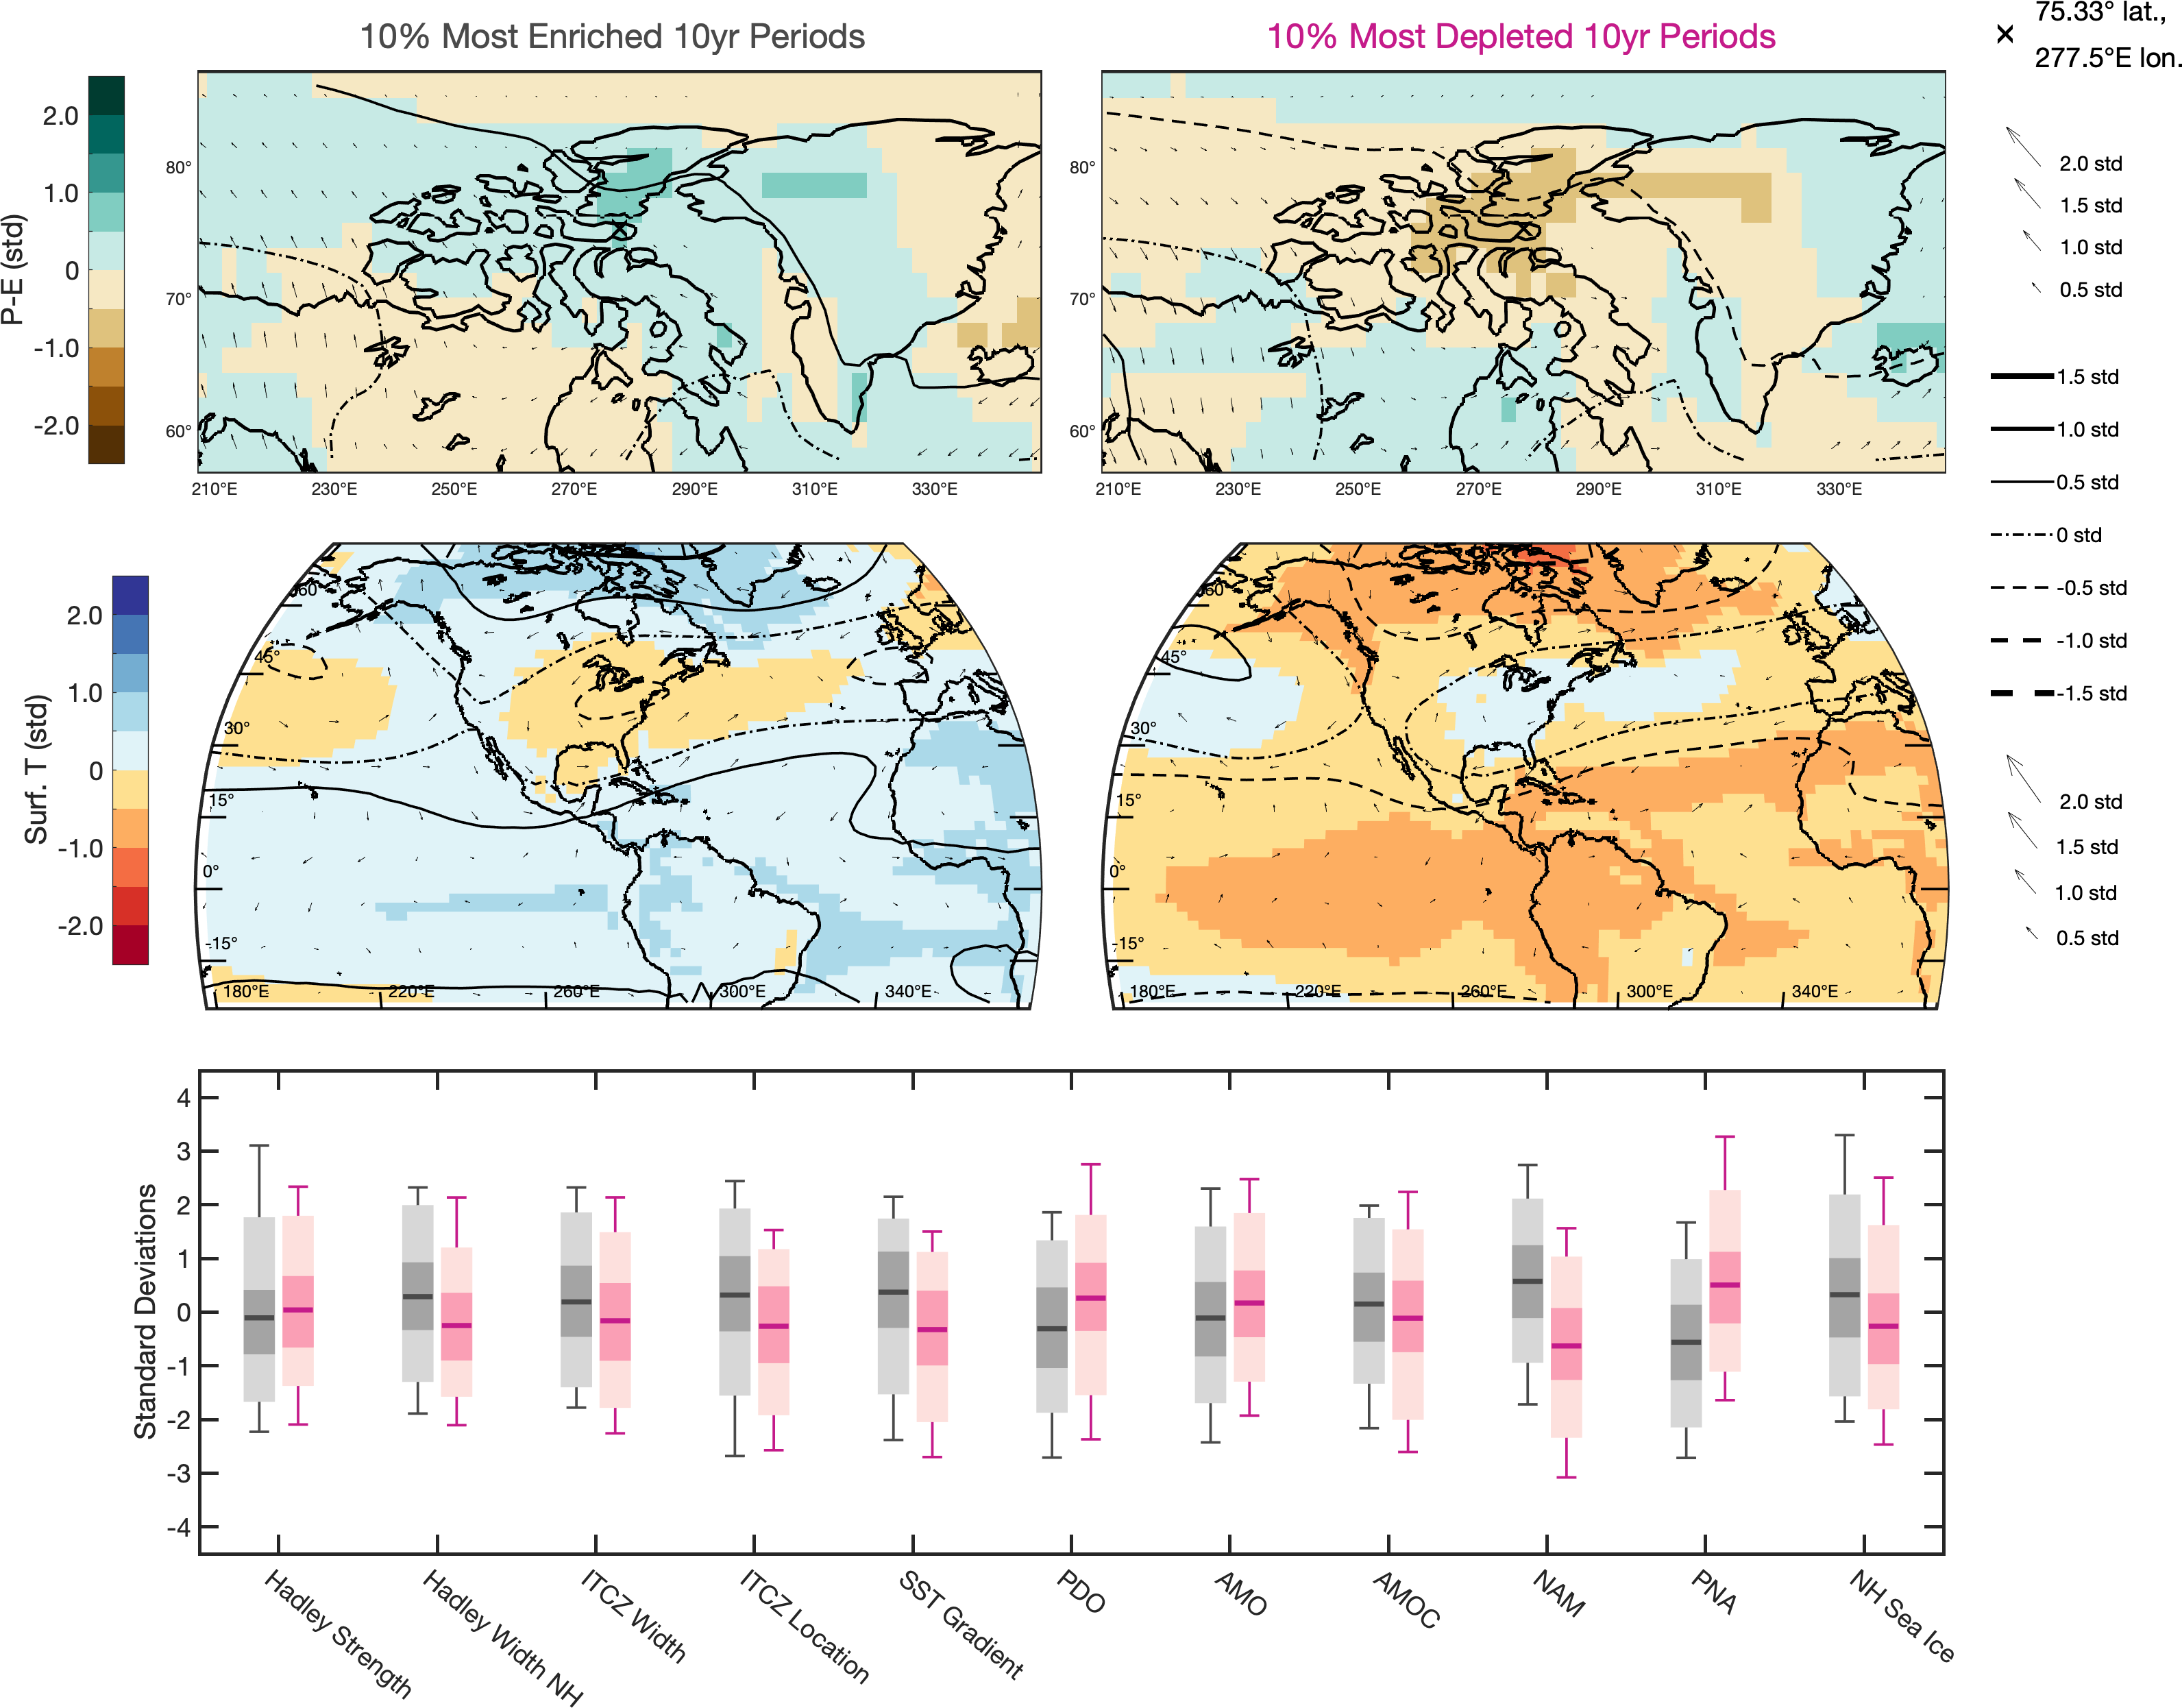 10% Most Enriched 10yr Periods
10% Most Depleted 10yr Periods
× 75.33° lat.,
277.5°E lon.
P-E (std)
2.0
1.0
0
-1.0
-2.0
80°
70°
60°
210°E 230°E 250°E 270°E 290°E 310°E 330°E
80°
70°
60°
210°E 230°E 250°E 270°E 290°E 310°E 330°E
2.0 std
1.5 std
1.0 std
0.5 std
1.5 std
1.0 std
0.5 std
0 std
-0.5 std
-1.0 std
-1.5 std
Surf. T (std)
2.0
1.0
0
-1.0
-2.0
60°
45°
30°
15°
0°
-15°
180°E 220°E 260°E 300°E 340°E
60°
45°
30°
15°
0°
-15°
180°E 220°E 260°E 300°E 340°E
2.0 std
1.5 std
1.0 std
0.5 std
Standard Deviations
4
3
2
1
0
-1
-2
-3
-4
Hadley Strength
Hadley Width NH
ITCZ Width
ITCZ Location
SST Gradient
PDO
AMO
AMOC
NAM
PNA
NH Sea Ice